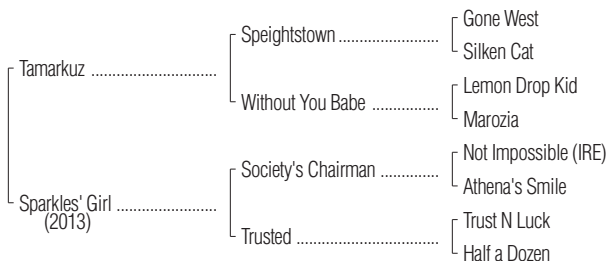 Gone West
Speightstown ..............................
Silken Cat
Tamarkuz ......................................
Lemon Drop Kid
Without You Babe ....................
Marozia
Not Impossible (IRE)
Society's Chairman ..................
Athena's Smile
Sparkles' Girl ..............................
(2013)
Trust N Luck
Trusted ...........................................
Half a Dozen